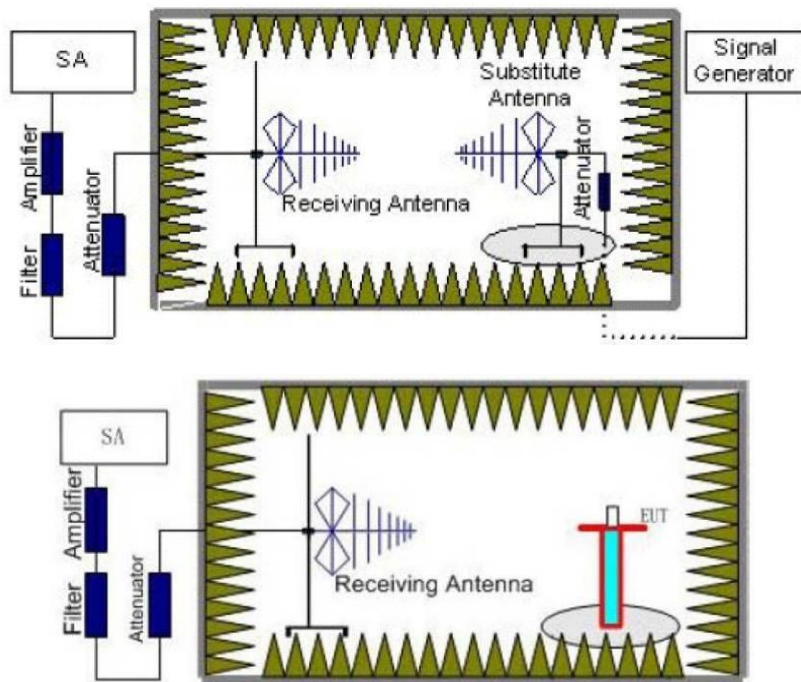 SA
Signal
Generator
Substitute
Antenna
Amplifier
Attenuator
Filter
Receiving Antenna
Attenuator
SA
Amplifier
Filter
Attenuator
EUT
Receiving Antenna